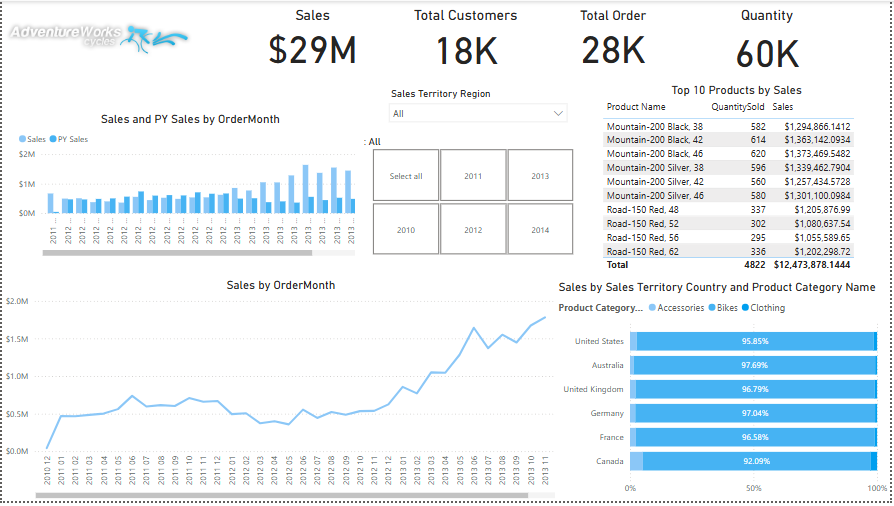 AdventureWorks
cycles
Sales
Total Customers
Total Order
Quantity
$29M
18K
28K
60K
Sales Territory Region
All
Sales and PY Sales by OrderMonth
Sales PY Sales
$2M
$1M
$0M
2011 ...
2012 ...
2012 ...
2012 ...
2012 ...
2012 ...
2012 ...
2012 ...
2012 ...
2012 ...
2012 ...
2012 ...
2012 ...
2013 ...
2013 ...
2013 ...
2013 ...
2013 ...
2013 ...
2013 ...
2013 ...
2013 ...
: All
Select all 2011 2013
2010 2012 2014
Top 10 Products by Sales
Product Name QuantitySold Sales
Mountain-200 Black, 38 582 $1,294,866.1412
Mountain-200 Black, 42 614 $1,363,142.0934
Mountain-200 Black, 46 620 $1,373,469.5482
Mountain-200 Silver, 38 596 $1,339,462.7904
Mountain-200 Silver, 42 560 $1,257,434.5728
Mountain-200 Silver, 46 580 $1,301,100.0984
Road-150 Red, 48 337 $1,205,876.99
Road-150 Red, 52 302 $1,080,637.54
Road-150 Red, 56 295 $1,055,589.65
Road-150 Red, 62 336 $1,202,298.72
Total 4822 $12,473,878.1444
Sales by OrderMonth
$2.0M
$1.5M
$1.0M
$0.5M
$0.0M
2010 12
2011 01
2011 02
2011 03
2011 04
2011 05
2011 06
2011 07
2011 08
2011 09
2011 10
2011 11
2011 12
2012 01
2012 02
2012 03
2012 04
2012 05
2012 06
2012 07
2012 08
2012 09
2012 10
2012 11
2012 12
2013 01
2013 02
2013 03
2013 04
2013 05
2013 06
2013 07
2013 08
2013 09
2013 10
2013 11
Sales by Sales Territory Country and Product Category Name
Product Category... Accessories Bikes Clothing
United States 95.85%
Australia 97.69%
United Kingdom 96.79%
Germany 97.04%
France 96.58%
Canada 92.09%
0% 50% 100%